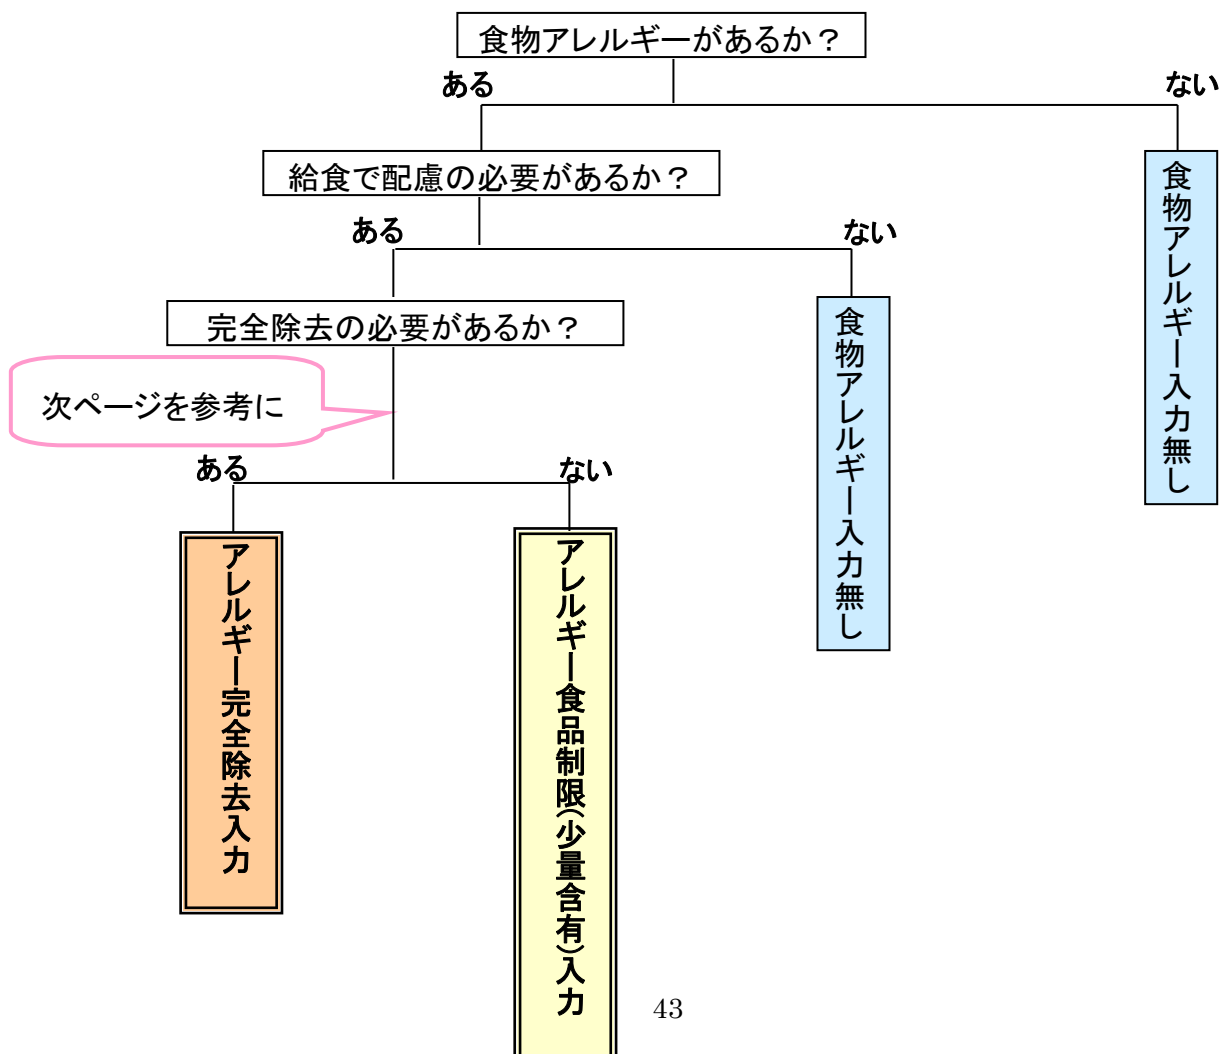 食物アレルギーがあるか？
ある
ない
給食で配慮の必要があるか？
食物アレルギー入力無し
ある
ない
完全除去の必要があるか？
食物アレルギー入力無し
次ページを参考に
ある
ない
アレルギー完全除去入力
アレルギー食品制限(少量含有)入力
43